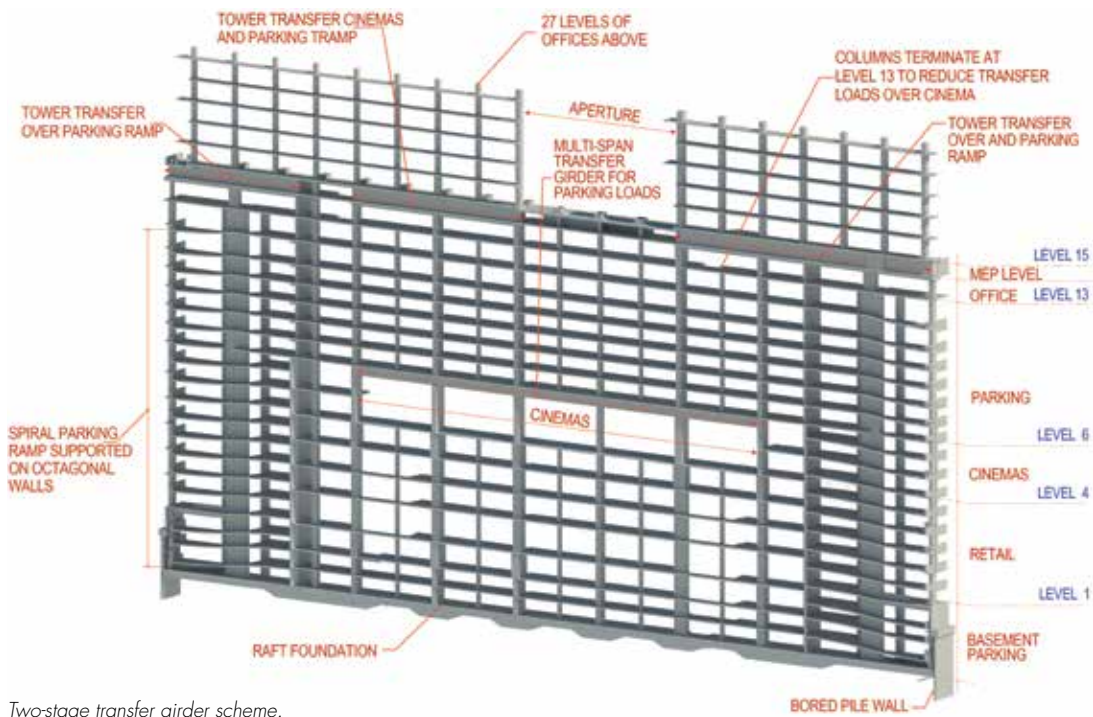 TOWER TRANSFER CINEMAS
AND PARKING TRAMP
27 LEVELS OF
OFFICES ABOVE
COLUMNS TERMINATE AT
LEVEL 13 TO REDUCE TRANSFER
LOADS OVER CINEMA
TOWER TRANSFER
OVER PARKING RAMP
APERTURE
MULTI-SPAN
TRANSFER
GIRDER FOR
PARKING LOADS
TOWER TRANSFER
OVER AND PARKING
RAMP
LEVEL 15
MEP LEVEL
OFFICE LEVEL 13
PARKING
CINEMAS
SPIRAL PARKING
RAMP SUPPORTED
ON OCTAGONAL
WALLS
LEVEL 6
CINEMAS
LEVEL 4
RETAIL
LEVEL 1
RAFT FOUNDATION
BASEMENT
PARKING
BORED PILE WALL
Two-stage transfer girder scheme.